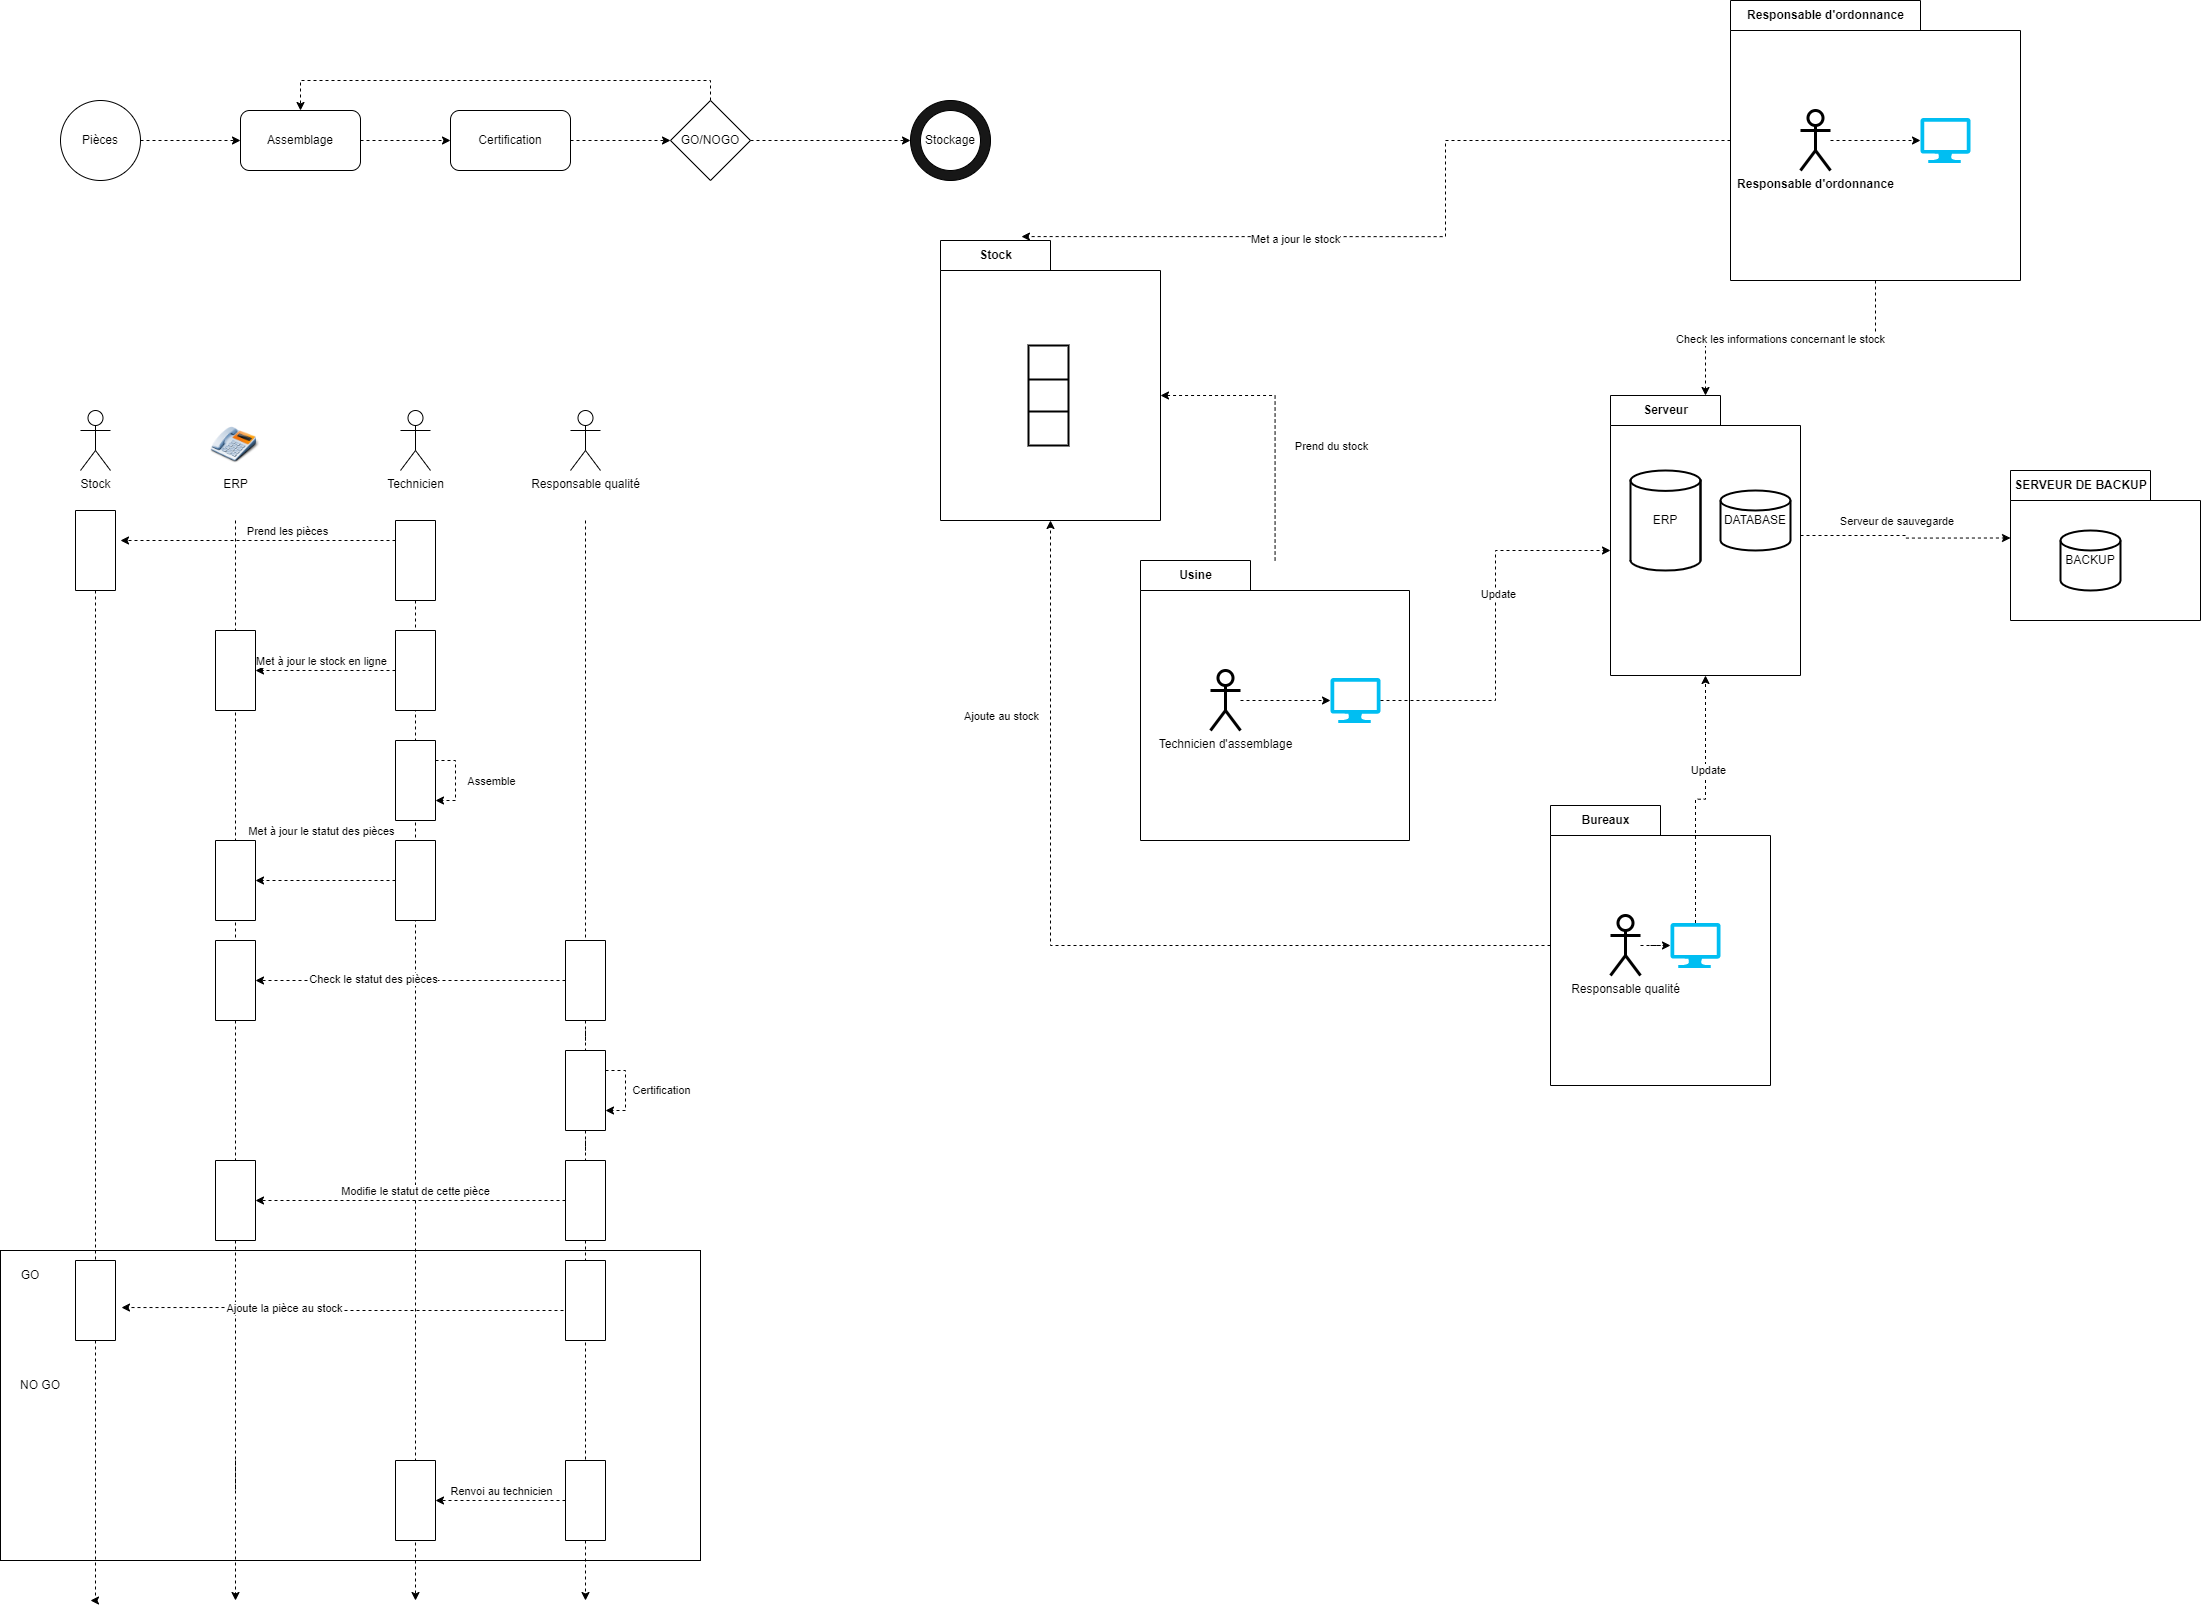 Pièces
Assemblage
Certification
GO/NOGO
Stockage
Stock
ERP
Technicien
Responsable qualité
Prend les pièces
Met à jour le stock en ligne
Assemble
Met à jour le statut des pièces
Check le statut des pièces
Certification
Modifie le statut de cette pièce
GO
Ajoute la pièce au stock
NO GO
Renvoi au technicien
Responsable d'ordonnance
Responsable d'ordonnance
Met a jour le stock
Stock
Check les informations concernant le stock
Prend du stock
Serveur
ERP
DATABASE
Serveur de sauvegarde
SERVEUR DE BACKUP
BACKUP
Usine
Update
Technicien d'assemblage
Ajoute au stock
Update
Bureaux
Responsable qualité